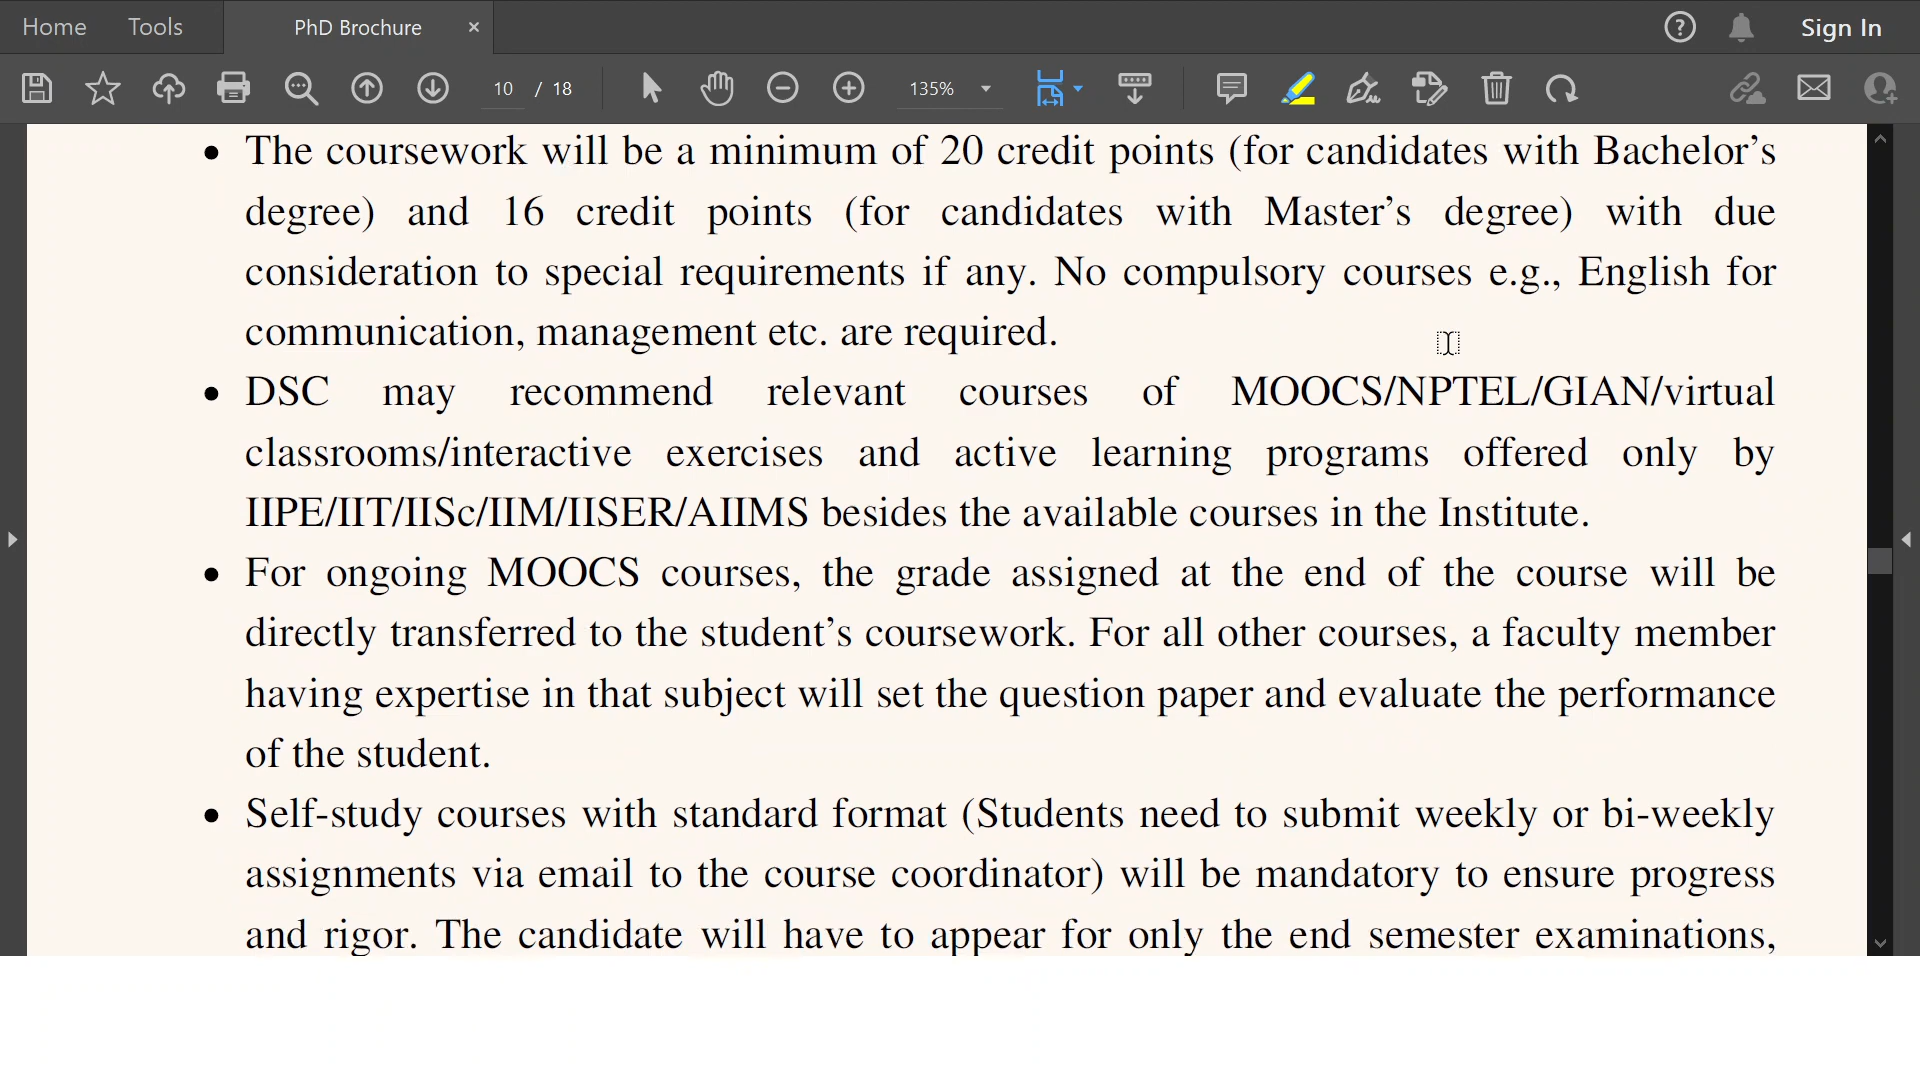 Home Tools PhD Brochure × Sign In
10 / 18 135%
• The coursework will be a minimum of 20 credit points (for candidates with Bachelor’s
degree) and 16 credit points (for candidates with Master’s degree) with due
consideration to special requirements if any. No compulsory courses e.g., English for
communication, management etc. are required.
• DSC may recommend relevant courses of MOOCS/NPTEL/GIAN/virtual
classrooms/interactive exercises and active learning programs offered only by
IIPE/IIT/IISc/IIM/IISER/AIIMS besides the available courses in the Institute.
• For ongoing MOOCS courses, the grade assigned at the end of the course will be
directly transferred to the student’s coursework. For all other courses, a faculty member
having expertise in that subject will set the question paper and evaluate the performance
of the student.
• Self-study courses with standard format (Students need to submit weekly or bi-weekly
assignments via email to the course coordinator) will be mandatory to ensure progress
and rigor. The candidate will have to appear for only the end semester examinations,